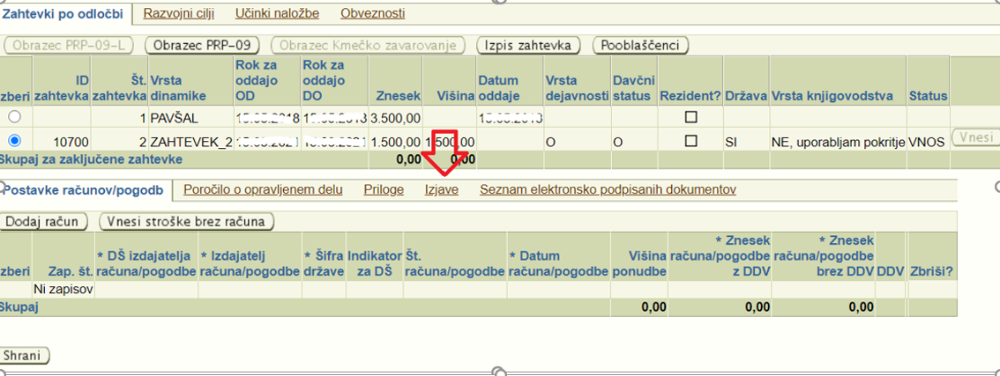 Zahtevki po odločbi Razvojni cilji Učinki naložbe Obveznosti
Obrazec PRP-09-L Obrazec PRP-09 Obrazec Kmečko zavarovanje Izpis zahtevka Pooblaščenci
zberi ID zahtevka Št. zahtevka Vrsta dinamike Rok za oddajo OD Rok za oddajo DO Znesek Višina Datum oddaje Vrsta dejavnosti Davčni status Rezident? Država Vrsta knjigovodstva Status
1 PAVŠAL 3.500,00
10700 2 ZAHTEVEK_2 1.500,00 1.500,00 O O SI NE, uporabljam pokritje VNOS Vnesi
Skupaj za zaključene zahtevke 0,00 0,00
Postavke računov/pogodb Poročilo o opravljenem delu Priloge Izjave Seznam elektronsko podpisanih dokumentov
Dodaj račun Vnesi stroške brez računa
zberi Zap. št. * DŠ izdajatelja računa/pogodbe * Izdajatelj računa/pogodbe * Šifra države Indikator za DŠ Št. računa/pogodbe * Datum računa/pogodbe Višina ponudbe * Znesek računa/pogodbe z DDV * Znesek računa/pogodbe brez DDV DDV Zbriši?
Ni zapisov
Skupaj 0,00 0,00 0,00
Shrani